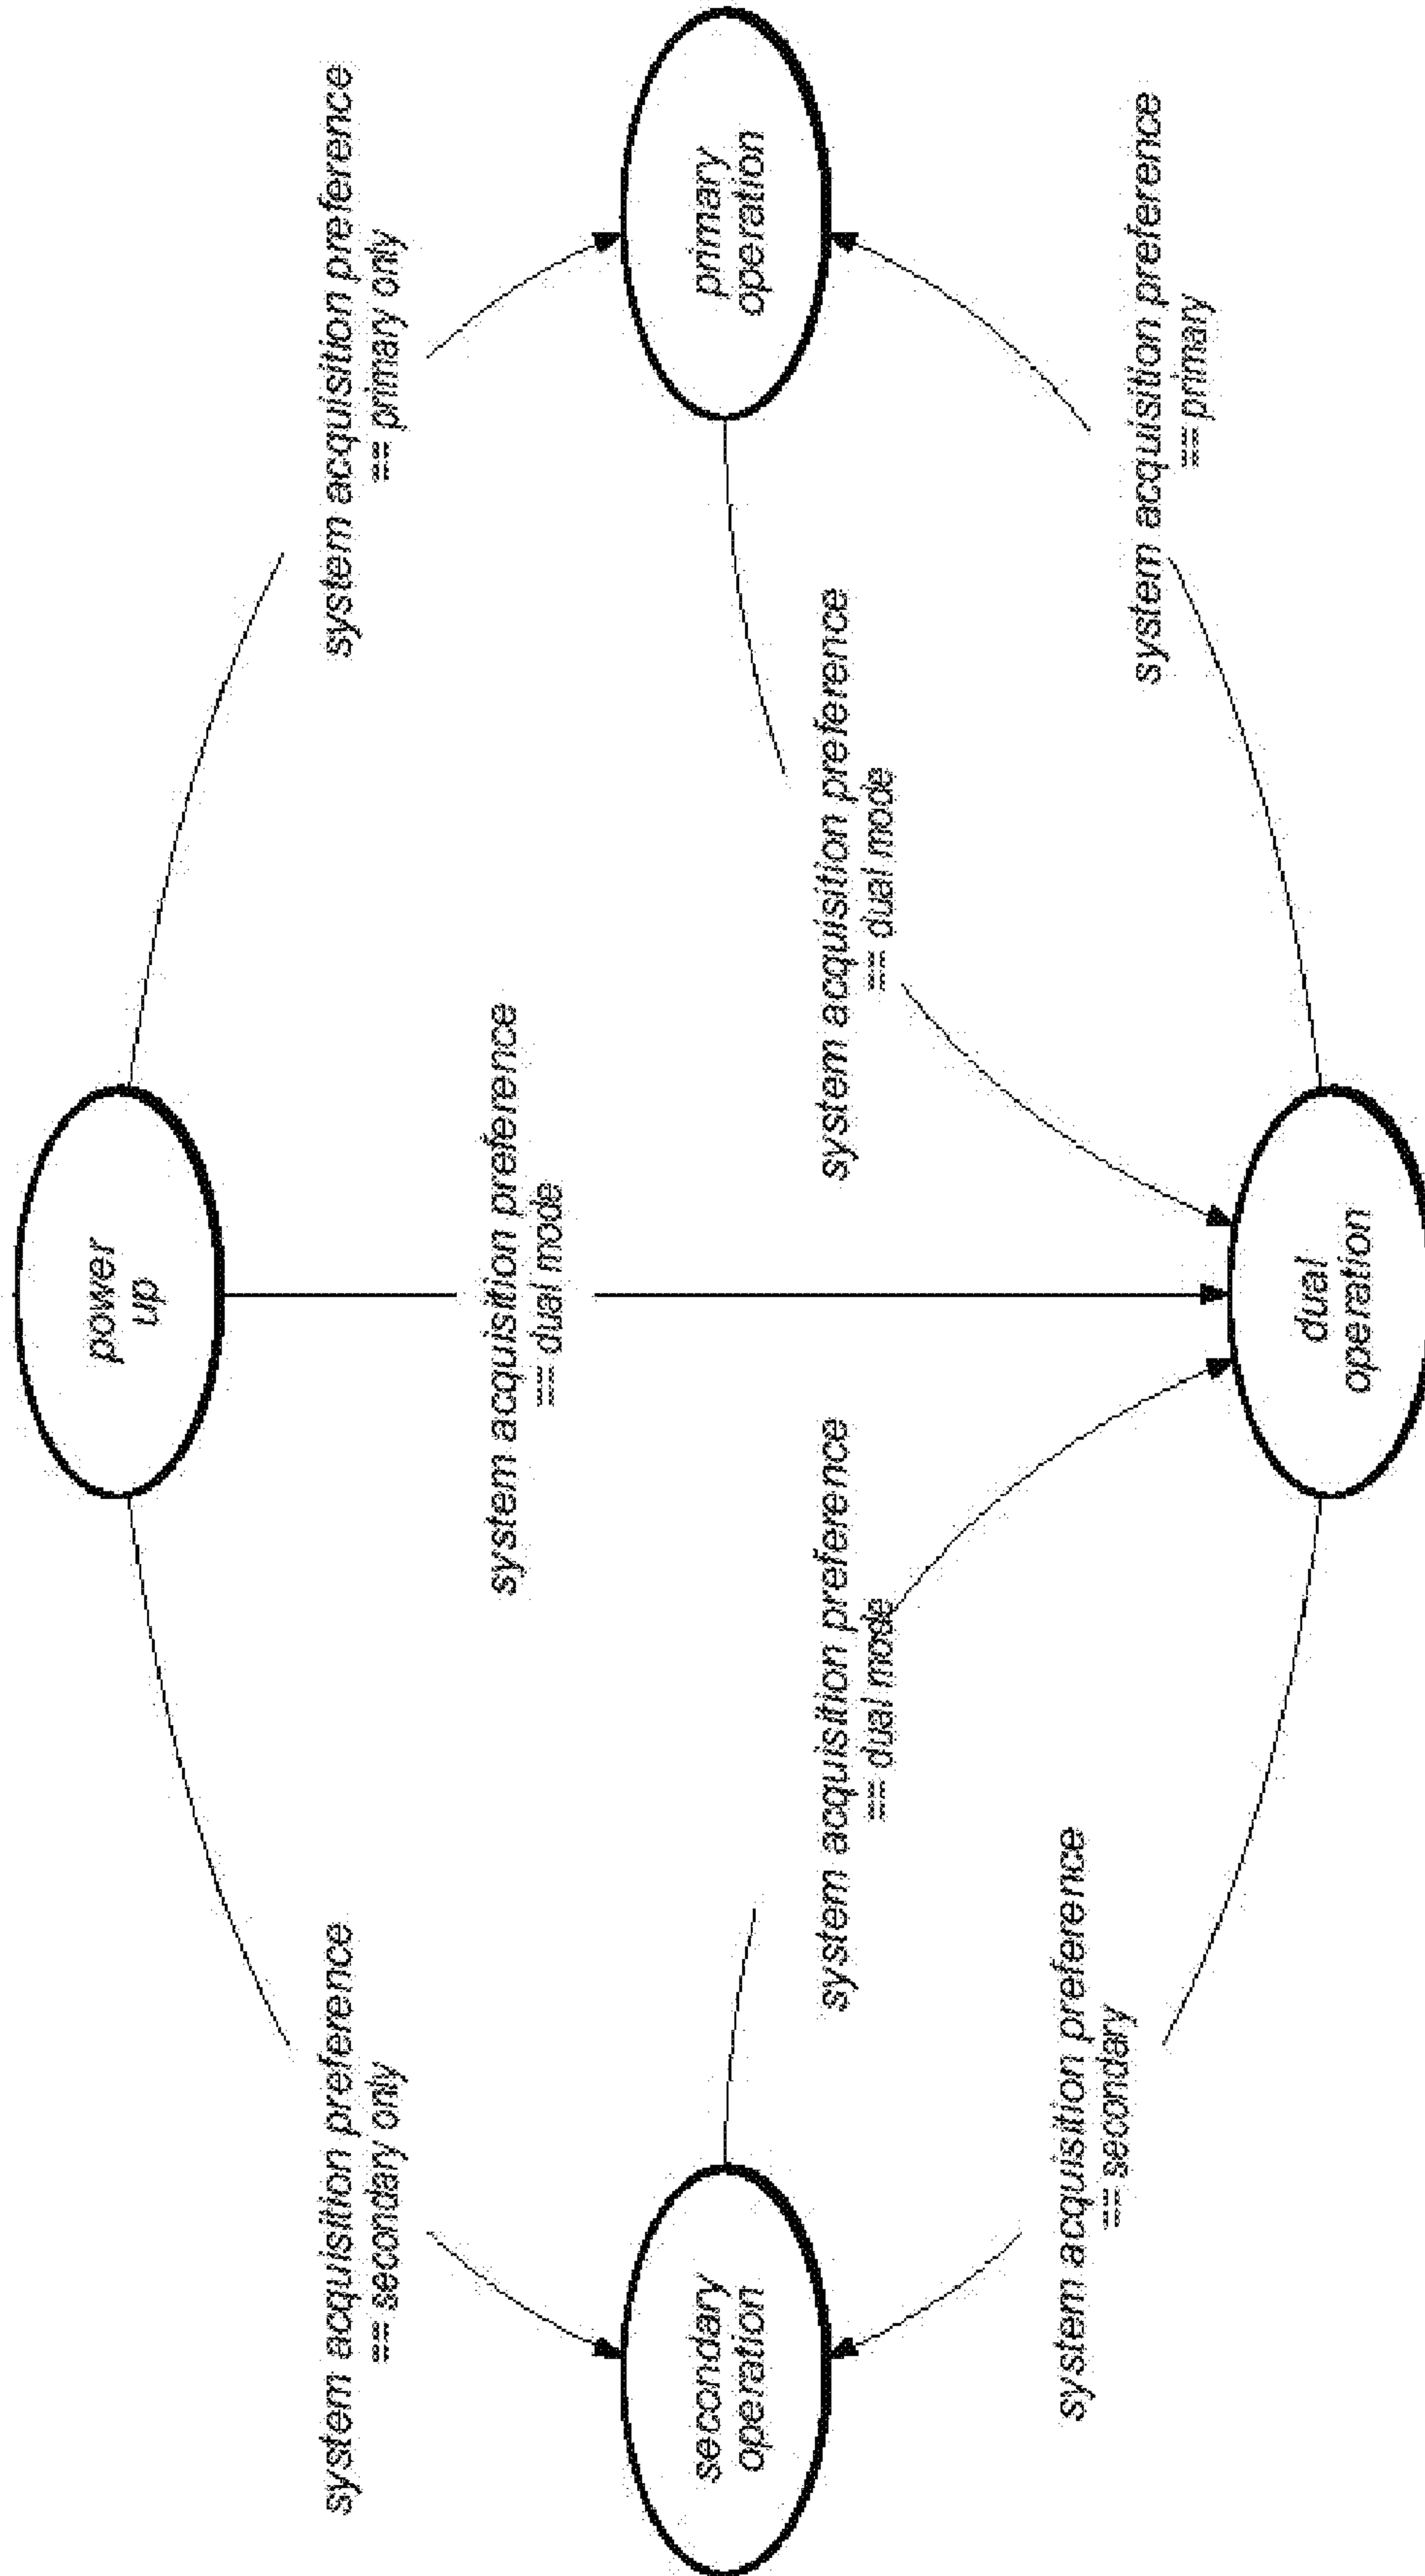 power
up
system acquisition preference
== secondary only
system acquisition preference
== dual mode
system acquisition preference
== primary only
secondary
operation
primary
operation
system acquisition preference
== dual mode
system acquisition preference
== dual mode
system acquisition preference
== secondary
system acquisition preference
== primary
dual
operation